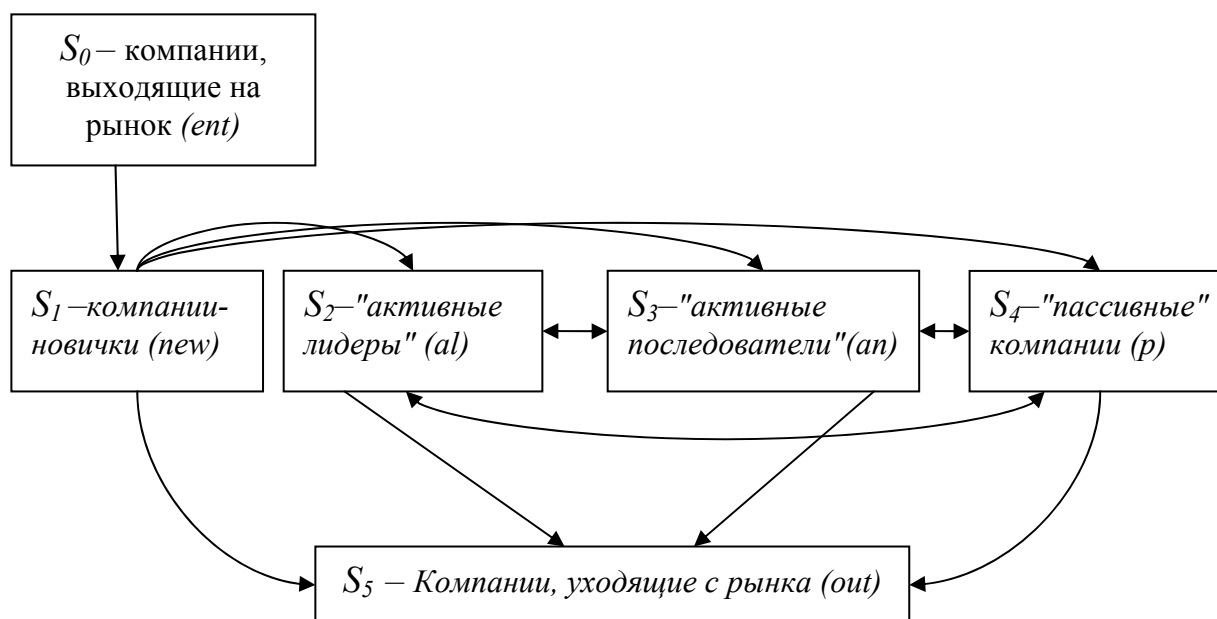 S0 – компании,
выходящие на
рынок (ent)
S1 –компании-
новички (new)
S2–"активные
лидеры" (al)
S3–"активные
последователи"(an)
S4–"пассивные"
компании (p)
S5 – Компании, уходящие с рынка (out)